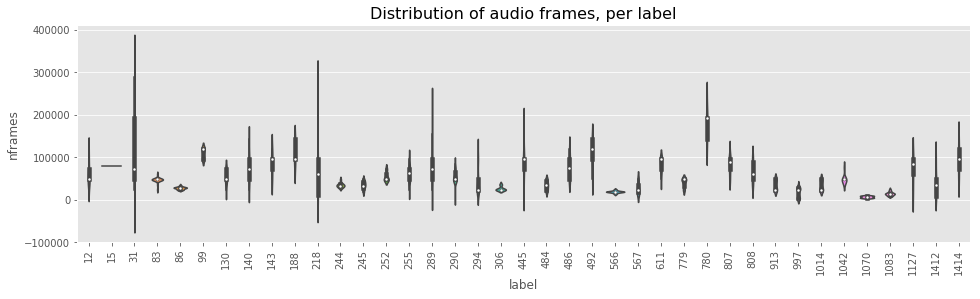 Distribution of audio frames, per label
400000
300000
200000
100000
0
-100000
nframes
12 15 31 83 86 99 130 140 143 188 218 244 245 252 255 289 290 294 306 445 484 486 492 566 567 611 779 780 807 808 913 997 1014 1042 1070 1083 1127 1412 1414
label